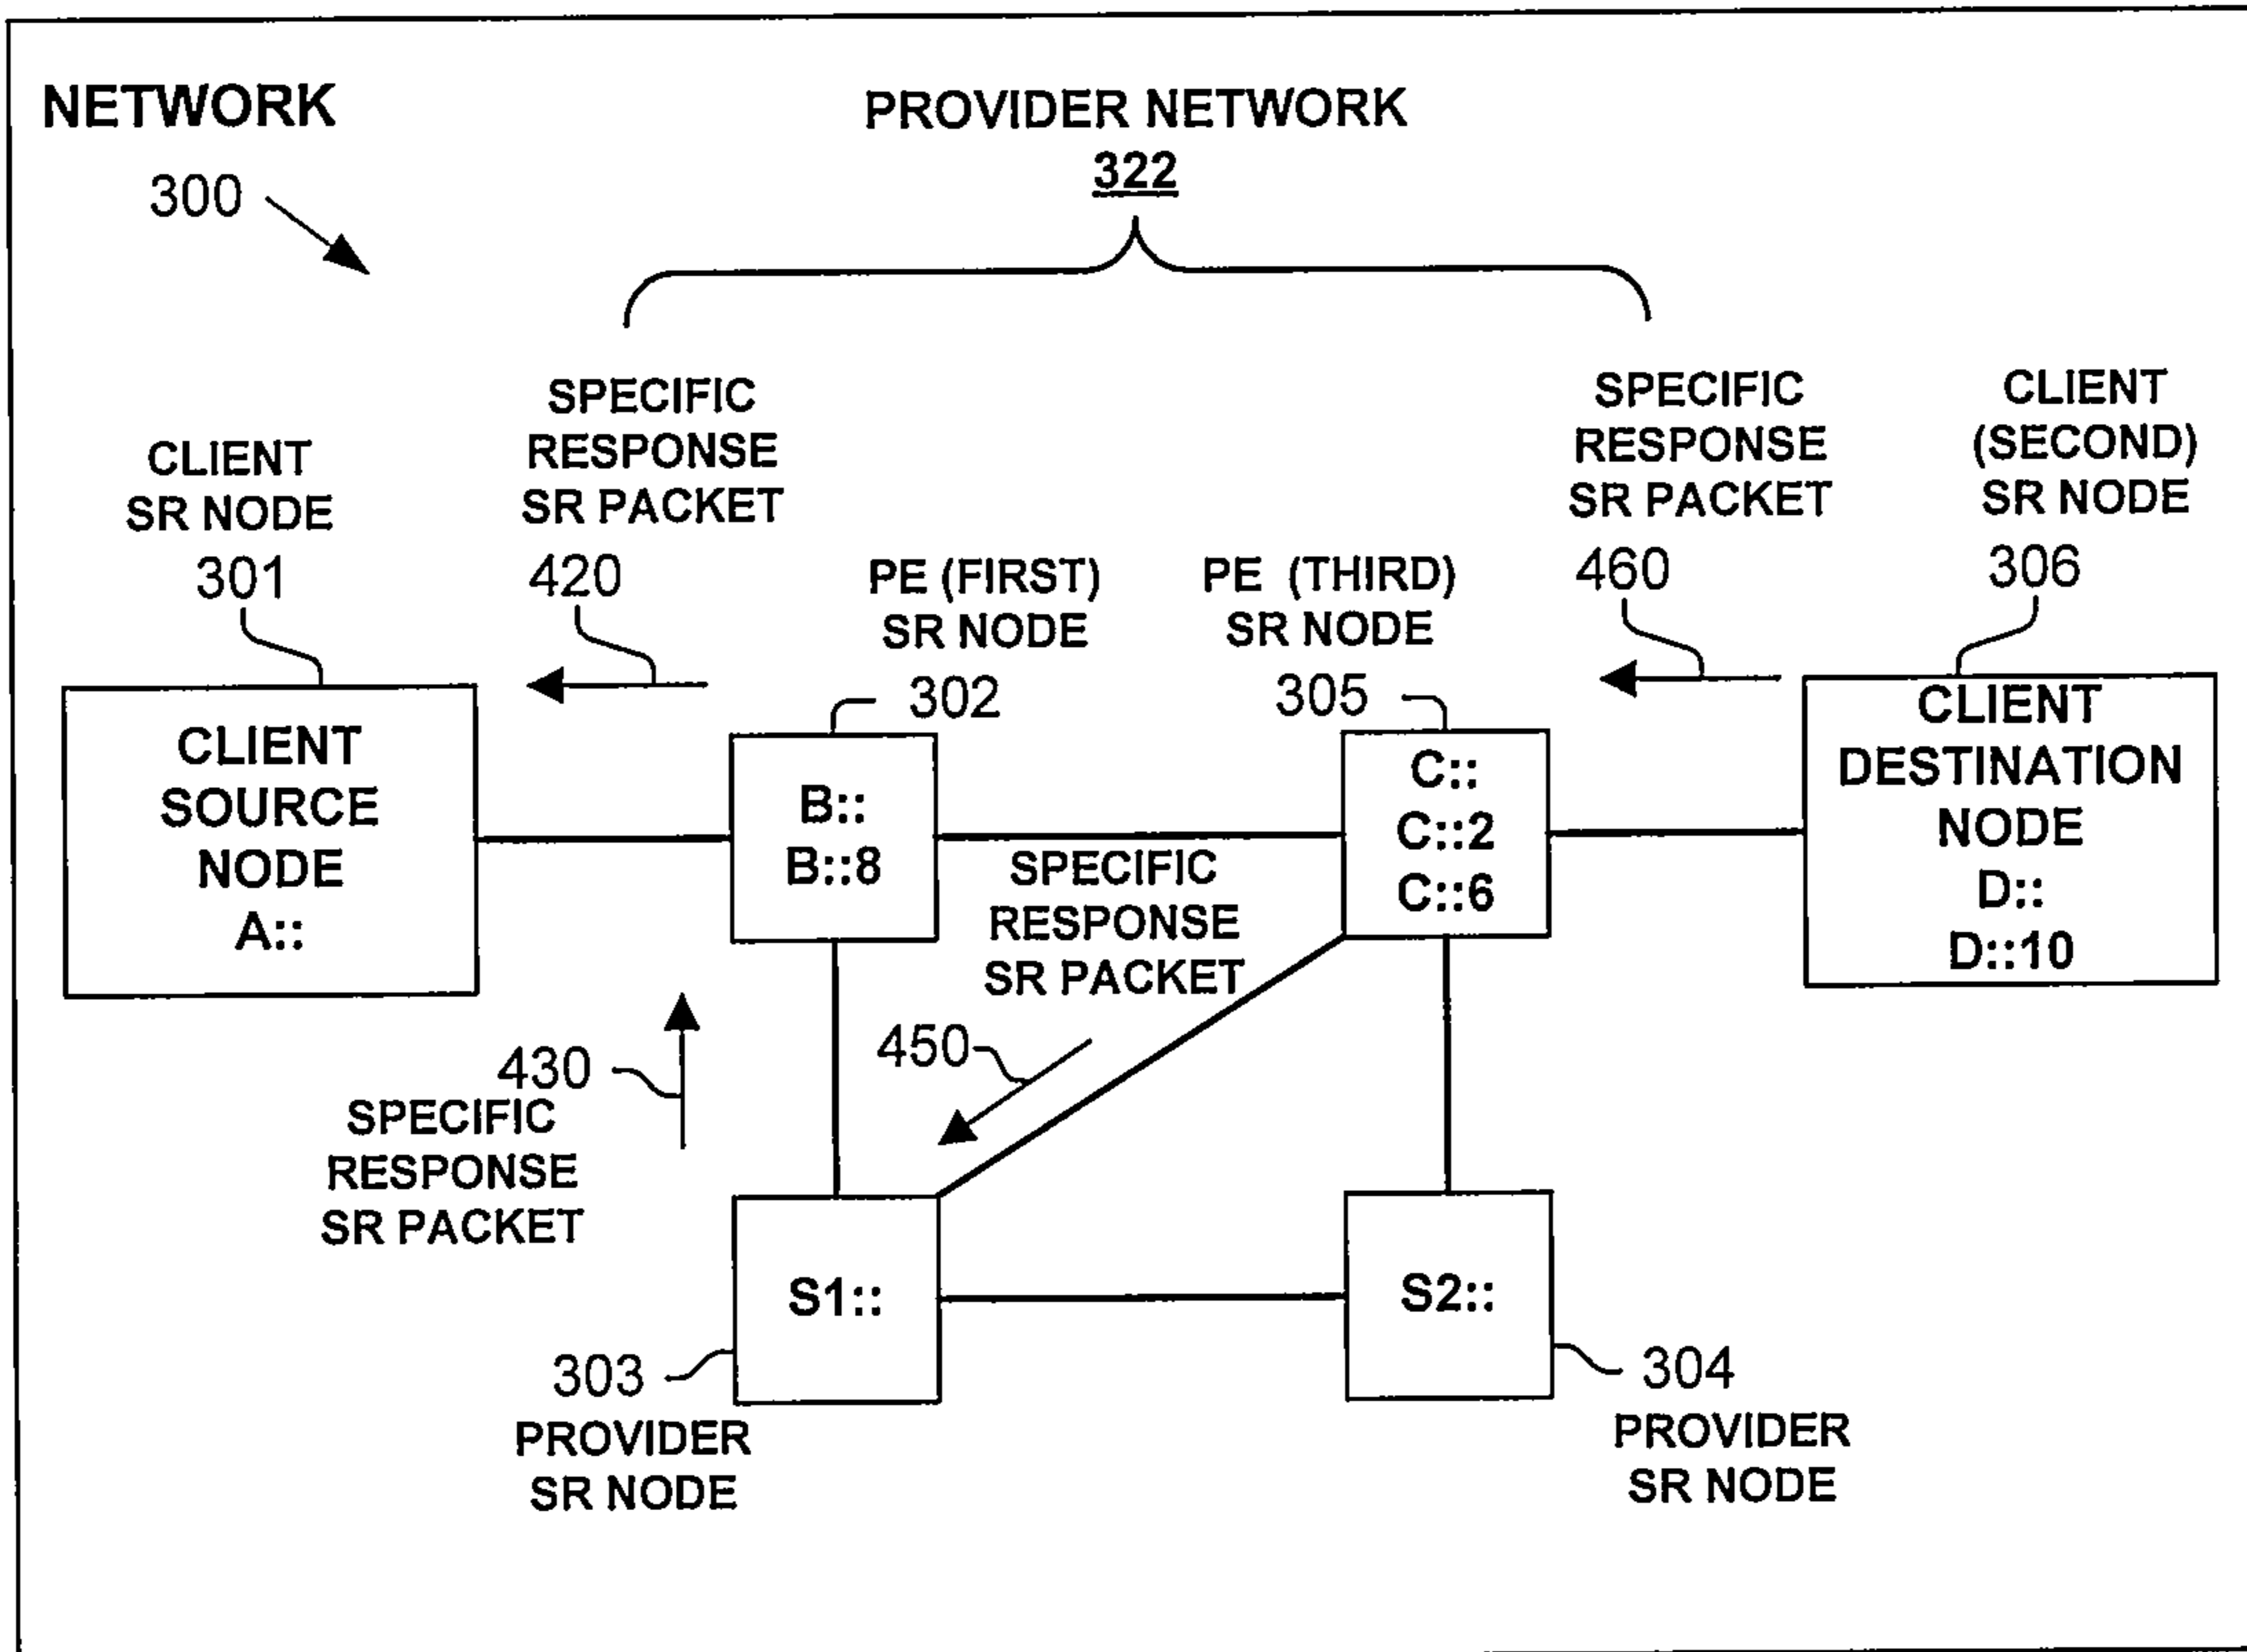 NETWORK
300
PROVIDER NETWORK
322
CLIENT
SR NODE
301
SPECIFIC
RESPONSE
SR PACKET
420
PE (FIRST)
SR NODE
302
PE (THIRD)
SR NODE
305
SPECIFIC
RESPONSE
SR PACKET
460
CLIENT
(SECOND)
SR NODE
306
CLIENT
SOURCE
NODE
A::
B::
B::8
C::
C::2
C::6
CLIENT
DESTINATION
NODE
D::
D::10
SPECIFIC
RESPONSE
SR PACKET
450
430
SPECIFIC
RESPONSE
SR PACKET
S1::
S2::
303
PROVIDER
SR NODE
304
PROVIDER
SR NODE